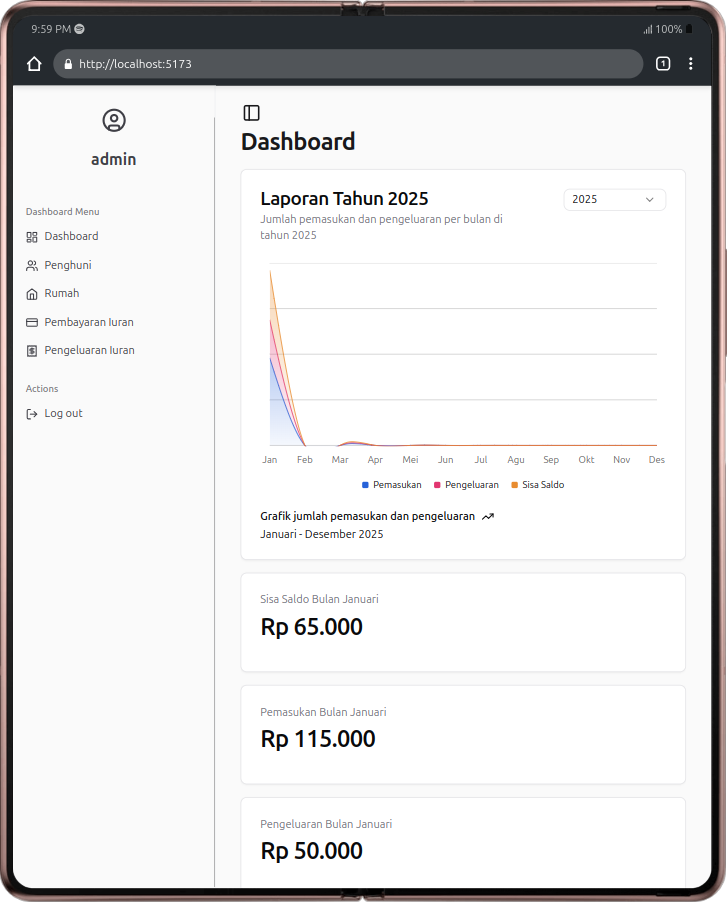 9:59 PM
100%
http://localhost:5173
1
admin
Dashboard Menu
Dashboard
Penghuni
Rumah
Pembayaran Iuran
Pengeluaran Iuran
Actions
Log out
Dashboard
Laporan Tahun 2025
2025
Jumlah pemasukan dan pengeluaran per bulan di
tahun 2025
Jan Feb Mar Apr Mei Jun Jul Agu Sep Okt Nov Des
Pemasukan Pengeluaran Sisa Saldo
Grafik jumlah pemasukan dan pengeluaran
Januari - Desember 2025
Sisa Saldo Bulan Januari
Rp 65.000
Pemasukan Bulan Januari
Rp 115.000
Pengeluaran Bulan Januari
Rp 50.000